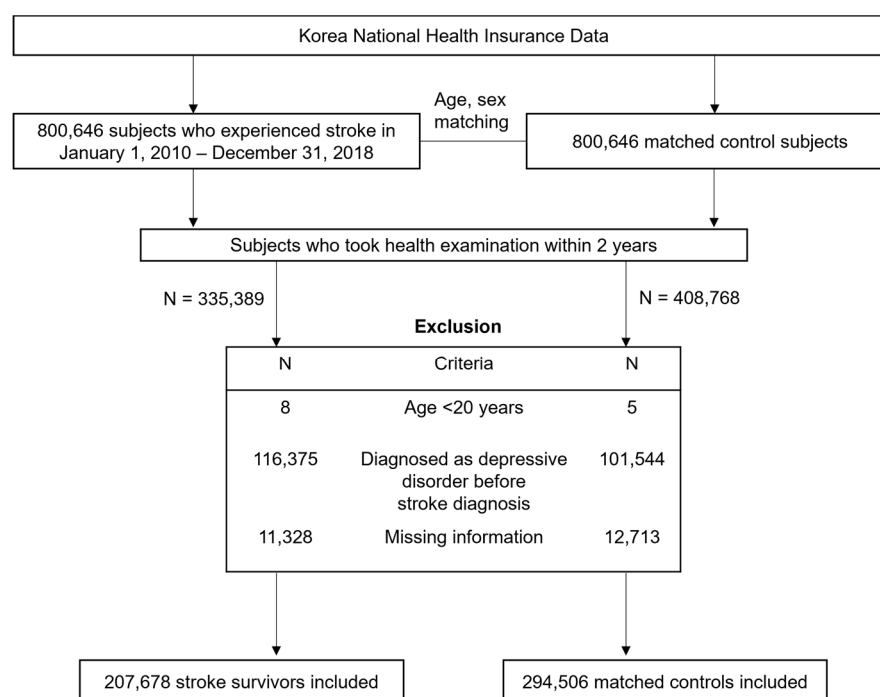 Korea National Health Insurance Data
800,646 subjects who experienced stroke in
January 1, 2010 – December 31, 2018
Age, sex
matching
800,646 matched control subjects
Subjects who took health examination within 2 years
N = 335,389
N = 408,768
Exclusion
N Criteria N
8 Age <20 years 5
116,375 Diagnosed as depressive 101,544
disorder before
stroke diagnosis
11,328 Missing information 12,713
207,678 stroke survivors included
294,506 matched controls included